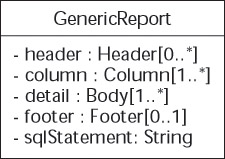 GenericReport
- header : Header[0..*]
- column : Column[1..*]
- detail : Body[1..*]
- footer : Footer[0..1]
- sqlStatement: String